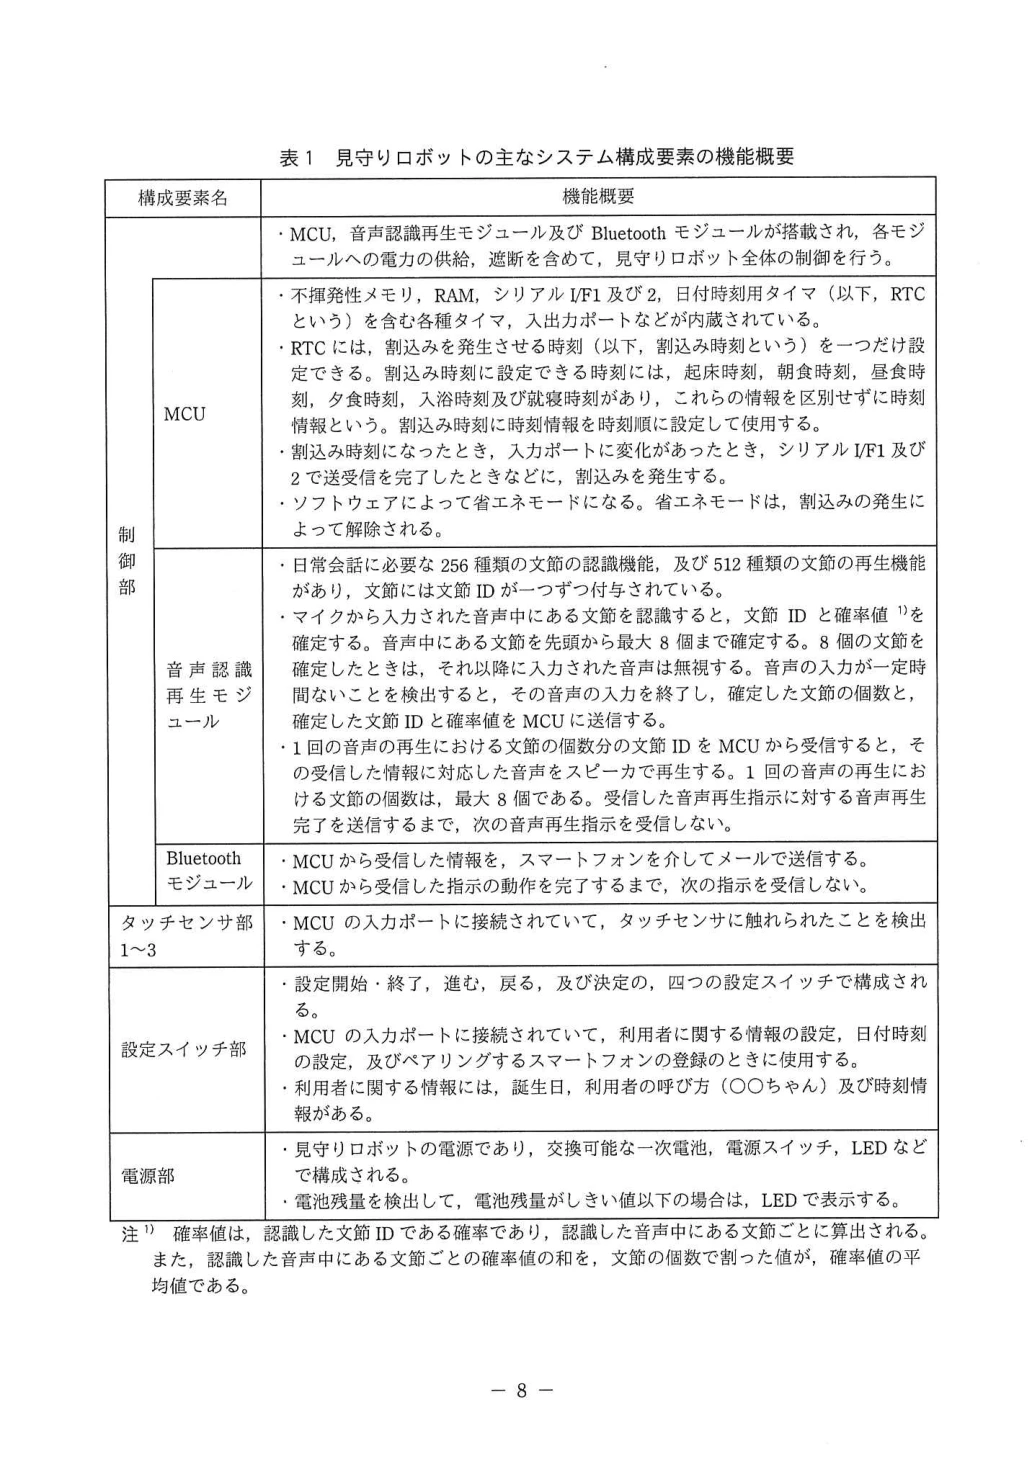 表1 見守りロボットの主なシステム構成要素の機能概要
構成要素名
機能概要
・MCU，音声認識再生モジュール及び Bluetooth モジュールが搭載され，各モジ
ュールへの電力の供給，遮断を含めて，見守りロボット全体の制御を行う。
制
御
部
MCU
・不揮発性メモリ，RAM，シリアル I/F1 及び 2，日付時刻用タイマ（以下，RTC
という）を含む各種タイマ，入出力ポートなどが内蔵されている。
・RTC には，割込みを発生させる時刻（以下，割込み時刻という）を一つだけ設
定できる。割込み時刻に設定できる時刻には，起床時刻，朝食時刻，昼食時
刻，夕食時刻，入浴時刻及び就寝時刻があり，これらの情報を区別せずに時刻
情報という。割込み時刻に時刻情報を時刻順に設定して使用する。
・割込み時刻になったとき，入力ポートに変化があったとき，シリアル I/F1 及び
2 で送受信を完了したときなどに，割込みを発生する。
・ソフトウェアによって省エネモードになる。省エネモードは，割込みの発生に
よって解除される。
音声認識
再生モジ
ュール
・日常会話に必要な 256 種類の文節の認識機能，及び 512 種類の文節の再生機能
があり，文節には文節 ID が一つずつ付与されている。
・マイクから入力された音声中にある文節を認識すると，文節 ID と確率値 1)を
確定する。音声中にある文節を先頭から最大 8 個まで確定する。8 個の文節を
確定したときは，それ以降に入力された音声は無視する。音声の入力が一定時
間ないことを検出すると，その音声の入力を終了し，確定した文節の個数と，
確定した文節 ID と確率値を MCU に送信する。
・1 回の音声の再生における文節の個数分の文節 ID を MCU から受信すると，そ
の受信した情報に対応した音声をスピーカで再生する。1 回の音声の再生にお
ける文節の個数は，最大 8 個である。受信した音声再生指示に対する音声再生
完了を送信するまで，次の音声再生指示を受信しない。
Bluetooth
モジュール
・MCU から受信した情報を，スマートフォンを介してメールで送信する。
・MCU から受信した指示の動作を完了するまで，次の指示を受信しない。
タッチセンサ部
1～3
・MCU の入力ポートに接続されていて，タッチセンサに触れられたことを検出
する。
設定スイッチ部
・設定開始・終了，進む，戻る，及び決定の，四つの設定スイッチで構成され
る。
・MCU の入力ポートに接続されていて，利用者に関する情報の設定，日付時刻
の設定，及びペアリングするスマートフォンの登録のときに使用する。
・利用者に関する情報には，誕生日，利用者の呼び方（〇〇ちゃん）及び時刻情
報がある。
電源部
・見守りロボットの電源であり，交換可能な一次電池，電源スイッチ，LED など
で構成される。
・電池残量を検出して，電池残量がしきい値以下の場合は，LED で表示する。
注 1) 確率値は，認識した文節 ID である確率であり，認識した音声中にある文節ごとに算出される。
また，認識した音声中にある文節ごとの確率値の和を，文節の個数で割った値が，確率値の平
均値である。
－ 8 －